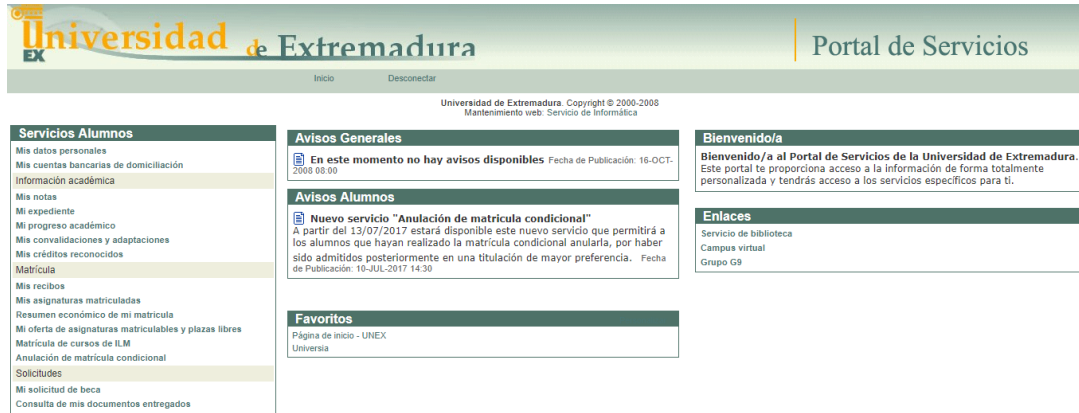 Universidad de Extremadura
EX
Portal de Servicios
Inicio
Desconectar
Universidad de Extremadura. Copyright © 2000-2008
Mantenimiento web: Servicio de Informática
Servicios Alumnos
Mis datos personales
Mis cuentas bancarias de domiciliación
Información académica
Mis notas
Mi expediente
Mi progreso académico
Mis convalidaciones y adaptaciones
Mis créditos reconocidos
Matrícula
Mis recibos
Mis asignaturas matriculadas
Resumen económico de mi matricula
Mi oferta de asignaturas matriculables y plazas libres
Matrícula de cursos de ILM
Anulación de matrícula condicional
Solicitudes
Mi solicitud de beca
Consulta de mis documentos entregados
Avisos Generales
En este momento no hay avisos disponibles Fecha de Publicación: 16-OCT-
2008 08:00
Avisos Alumnos
Nuevo servicio "Anulación de matricula condicional"
A partir del 13/07/2017 estará disponible este nuevo servicio que permitirá a
los alumnos que hayan realizado la matrícula condicional anularla, por haber
sido admitidos posteriormente en una titulación de mayor preferencia. Fecha
de Publicación: 10-JUL-2017 14:30
Favoritos
Página de inicio - UNEX
Universia
Bienvenido/a
Bienvenido/a al Portal de Servicios de la Universidad de Extremadura.
Este portal te proporciona acceso a la información de forma totalmente
personalizada y tendrás acceso a los servicios específicos para ti.
Enlaces
Servicio de biblioteca
Campus virtual
Grupo G9